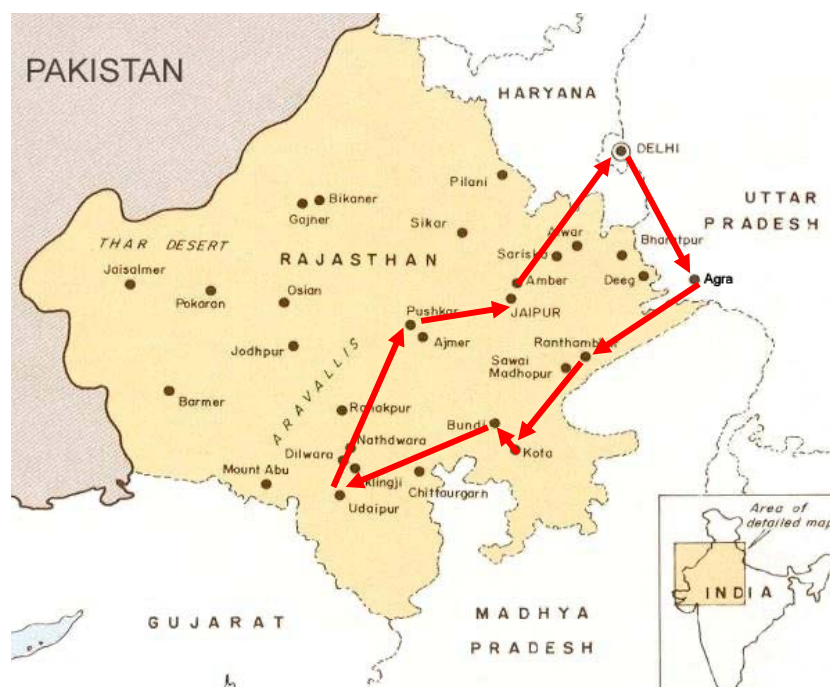 PAKISTAN
HARYANA
DELHI
Pilani
UTTAR
PRADESH
Bikaner
Gajner
Sikar
THAR DESERT
RAJASTHAN
Alwar
Bharatpur
Sariska
Jaisalmer
Pokaran
Osian
Amber
Deeg
Agra
JAIPUR
Pushkar
Ajmer
Jodhpur
ARAVALLIS
Sawai
Madhopur
Barmer
Ranakpur
Bundi
Nathdwara
Dilwara
Kota
Mount Abu
Chittaurgarh
Udaipur
Area of
detailed map
INDIA
GUJARAT
MADHYA
PRADESH